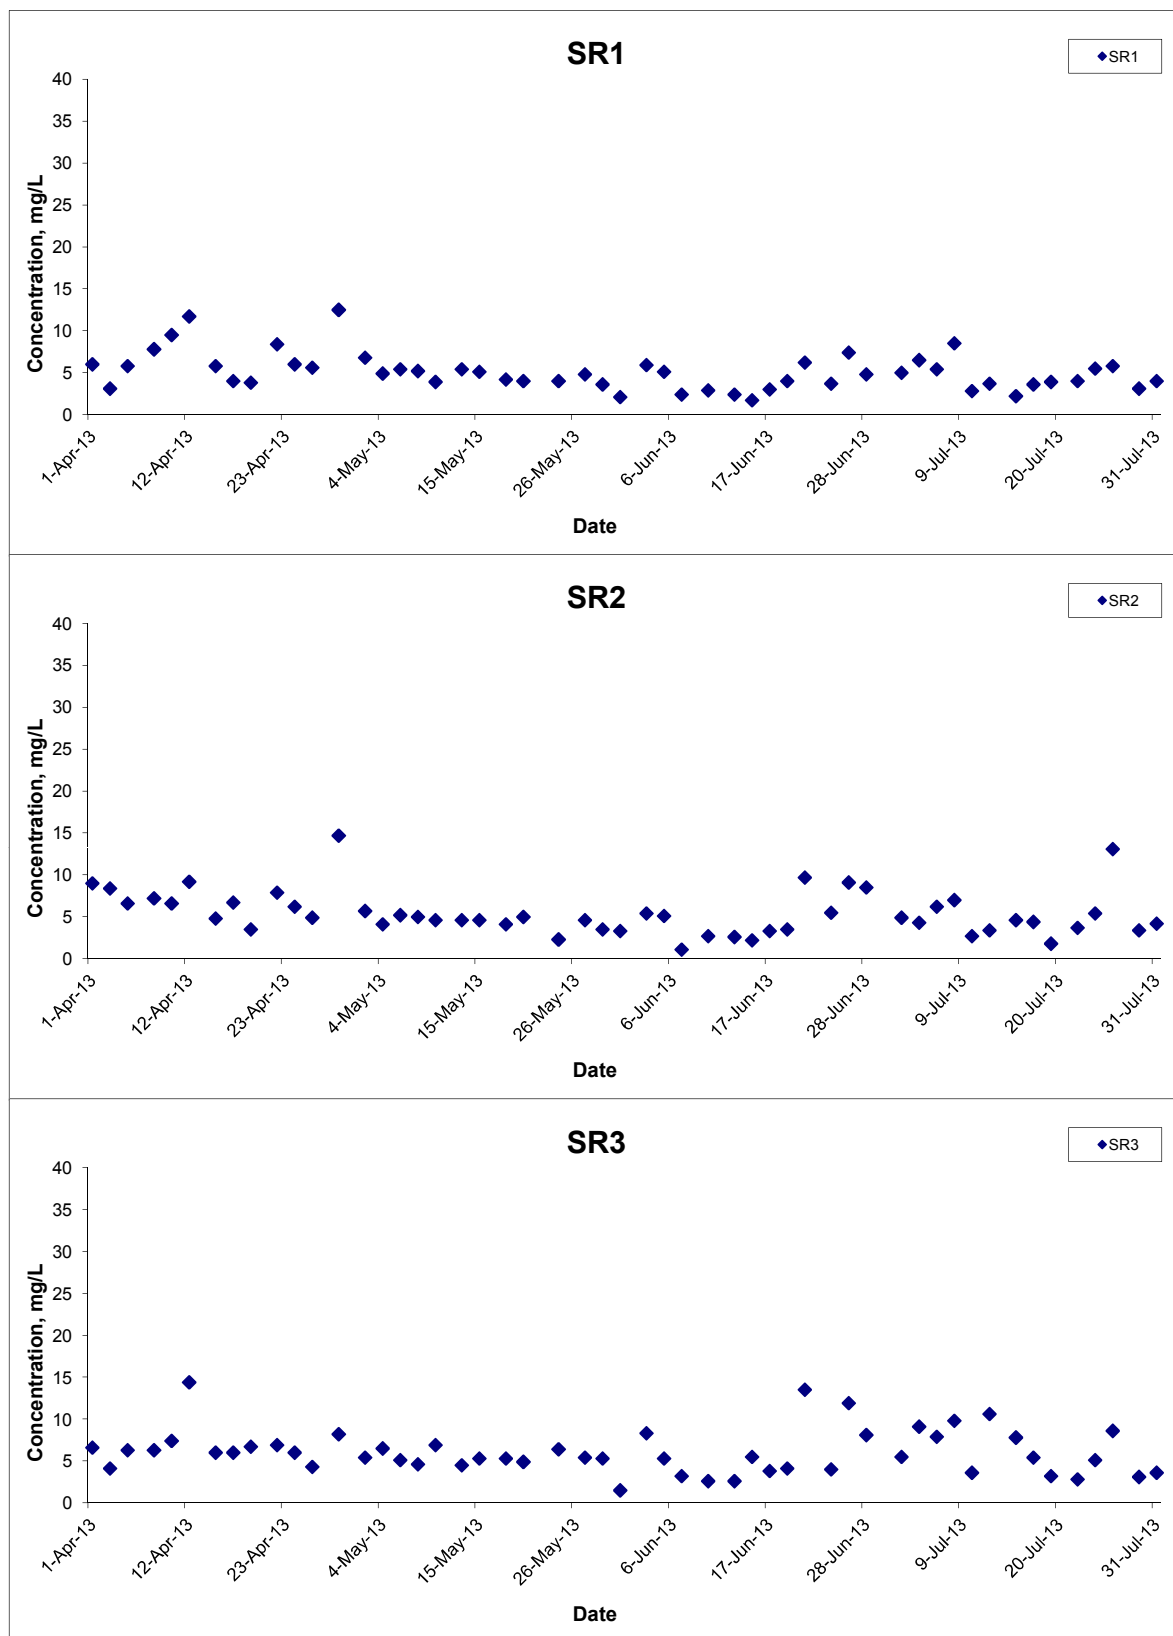 SR1
SR1
40
35
30
25
20
15
10
5
0
Concentration, mg/L
1-Apr-13
12-Apr-13
23-Apr-13
4-May-13
15-May-13
26-May-13
6-Jun-13
17-Jun-13
28-Jun-13
9-Jul-13
20-Jul-13
31-Jul-13
Date
SR2
SR2
40
35
30
25
20
15
10
5
0
Concentration, mg/L
1-Apr-13
12-Apr-13
23-Apr-13
4-May-13
15-May-13
26-May-13
6-Jun-13
17-Jun-13
28-Jun-13
9-Jul-13
20-Jul-13
31-Jul-13
Date
SR3
SR3
40
35
30
25
20
15
10
5
0
Concentration, mg/L
1-Apr-13
12-Apr-13
23-Apr-13
4-May-13
15-May-13
26-May-13
6-Jun-13
17-Jun-13
28-Jun-13
9-Jul-13
20-Jul-13
31-Jul-13
Date